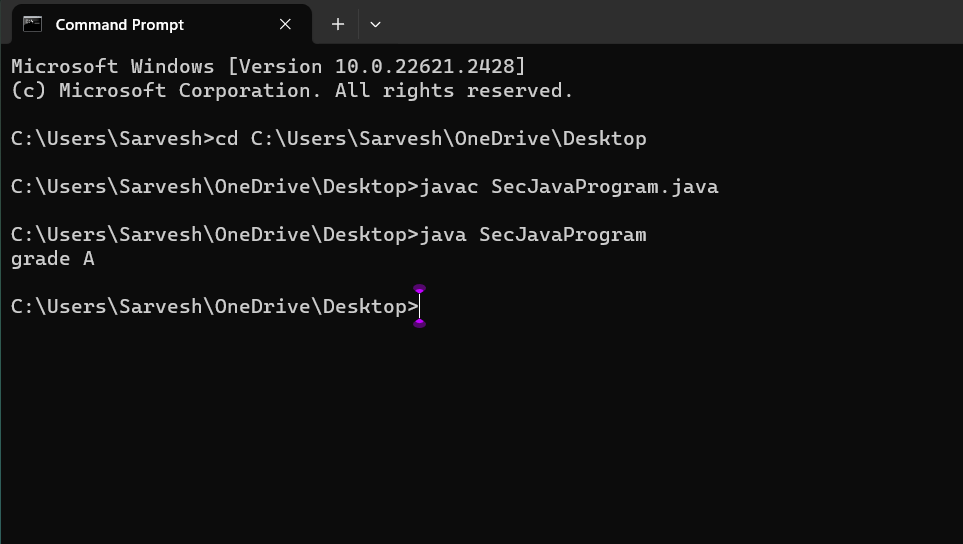 Command Prompt
Microsoft Windows [Version 10.0.22621.2428]
(c) Microsoft Corporation. All rights reserved.
C:\Users\Sarvesh>cd C:\Users\Sarvesh\OneDrive\Desktop
C:\Users\Sarvesh\OneDrive\Desktop>javac SecJavaProgram.java
C:\Users\Sarvesh\OneDrive\Desktop>java SecJavaProgram
grade A
C:\Users\Sarvesh\OneDrive\Desktop>